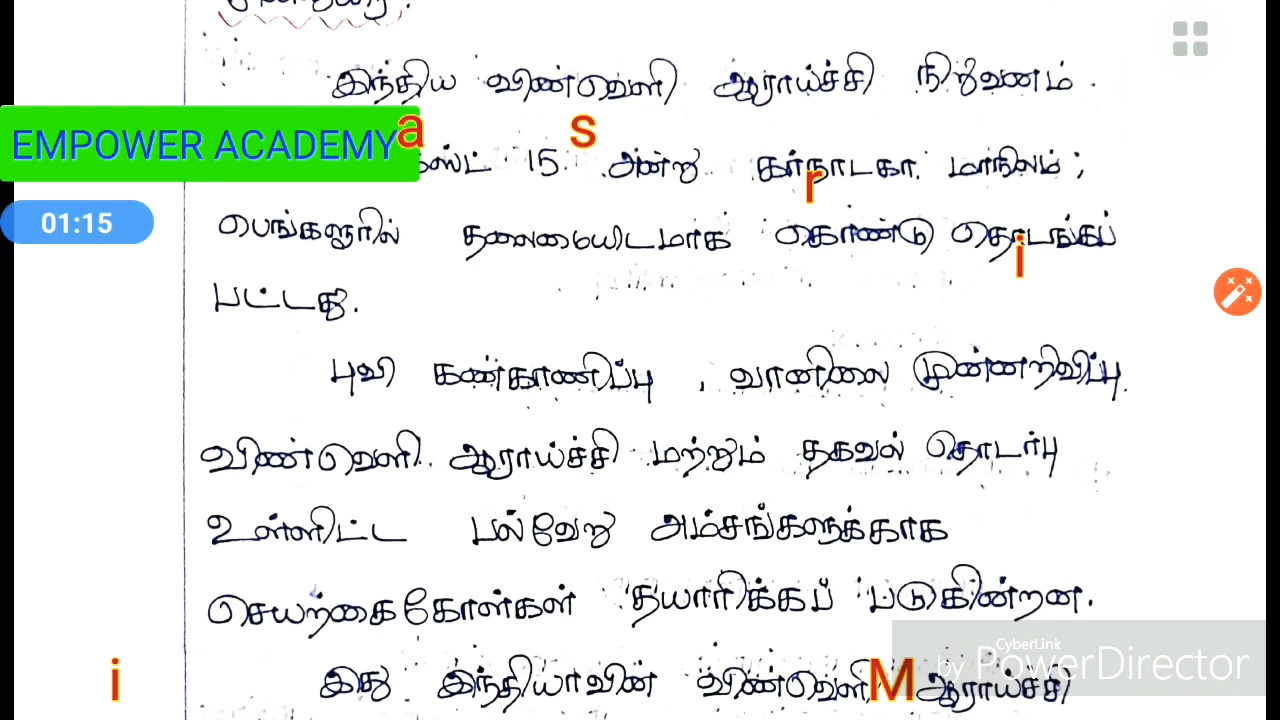 இந்திய விண்வெளி ஆராய்ச்சி நிறுவனம்
EMPOWER ACADEMY
a s r i
ஸ்ட் 15 அன்று கர்நாடகா மாநிலம்,
01:15
பெங்களூரில் தலைமையிடமாக கொண்டு தொடங்கப்
பட்டது.
புவி கண்காணிப்பு, வானிலை முன்னறிவிப்பு
விண்வெளி ஆராய்ச்சி மற்றும் தகவல் தொடர்பு
உள்ளிட்ட பல்வேறு அம்சங்களுக்காக
செயற்கைகோள்கள் தயாரிக்கப் படுகின்றன.
CyberLink
by PowerDirector
i M
இது இந்தியாவின் விண்வெளி ஆராய்ச்சி